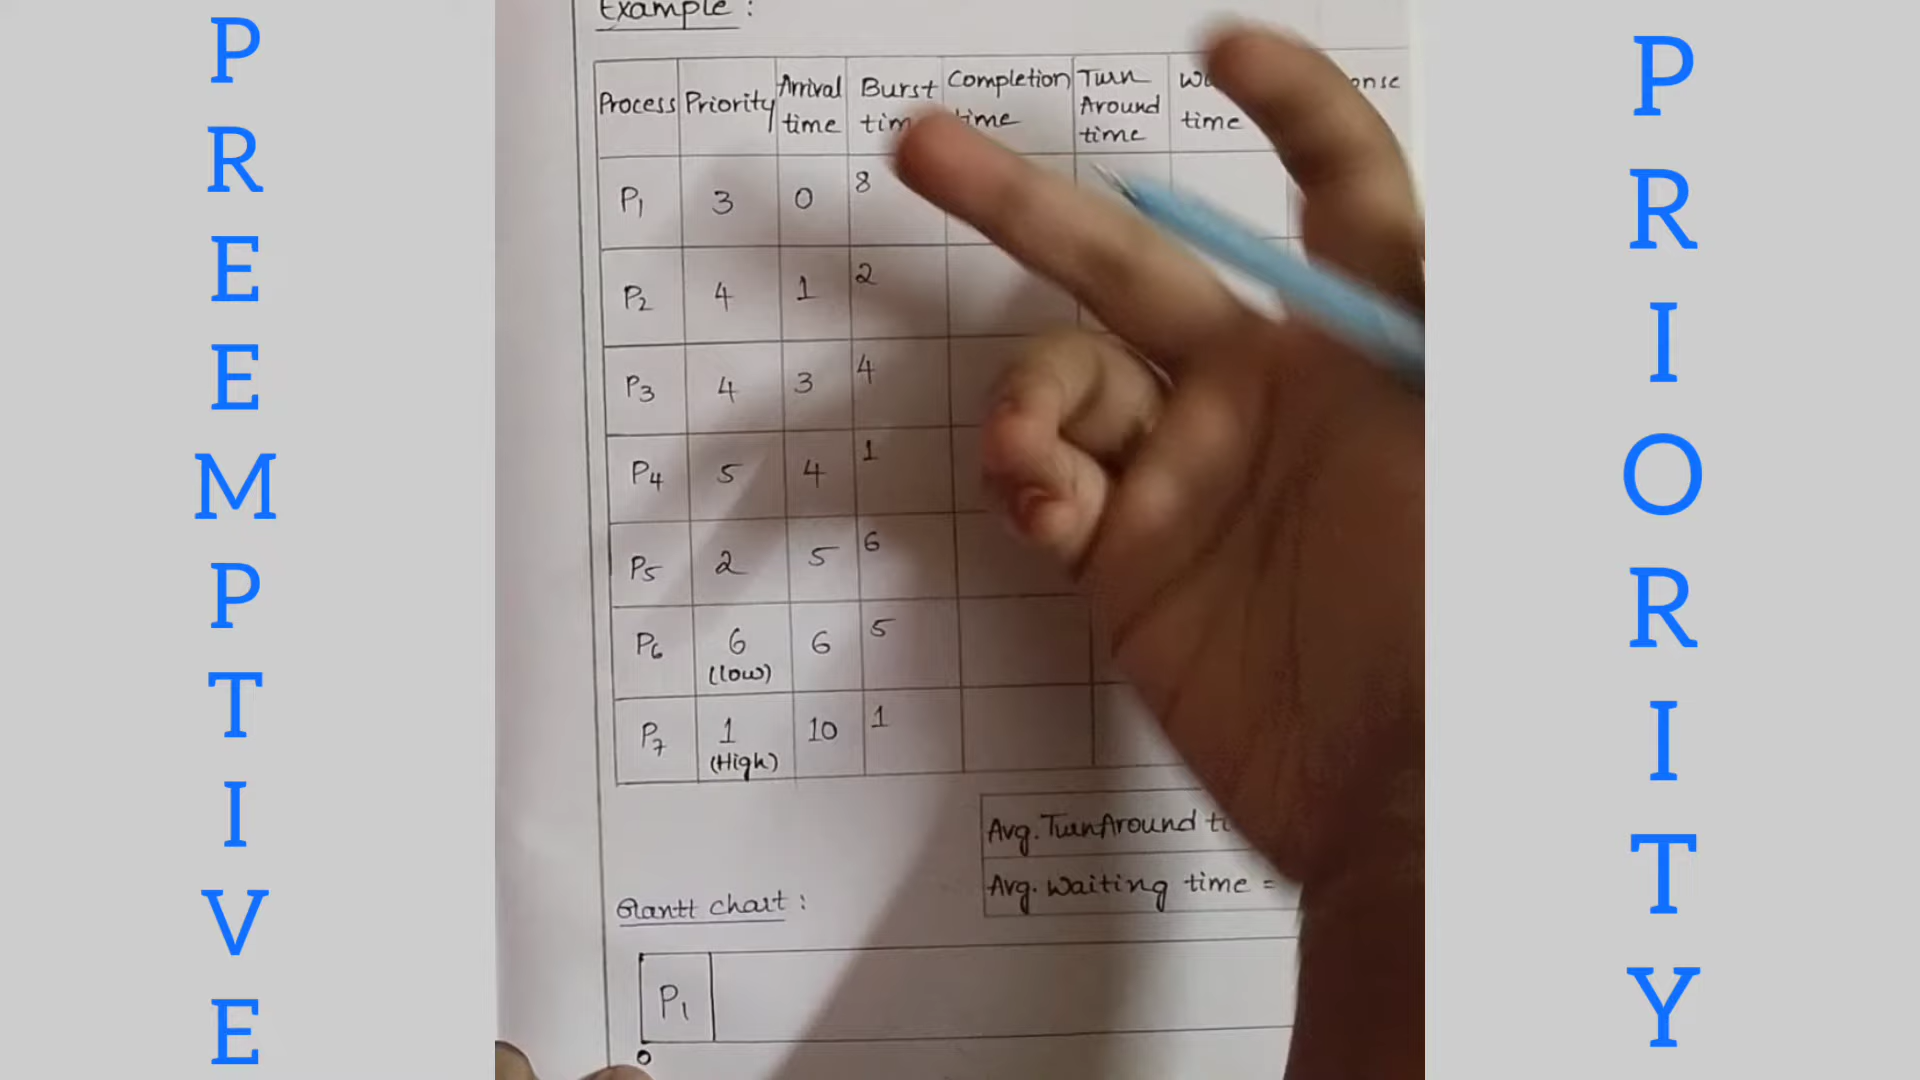 PREEMPTIVE
Example :
Process Priority Arrival time Burst Completion time Turn Around time time
P1 3 0 8
P2 4 1 2
P3 4 3 4
P4 5 4 1
P5 2 5 6
P6 6 (low) 6 5
P7 1 (High) 10 1
Avg. TurnAround
Avg. waiting time =
Gantt chart :
P1
0
PRIORITY